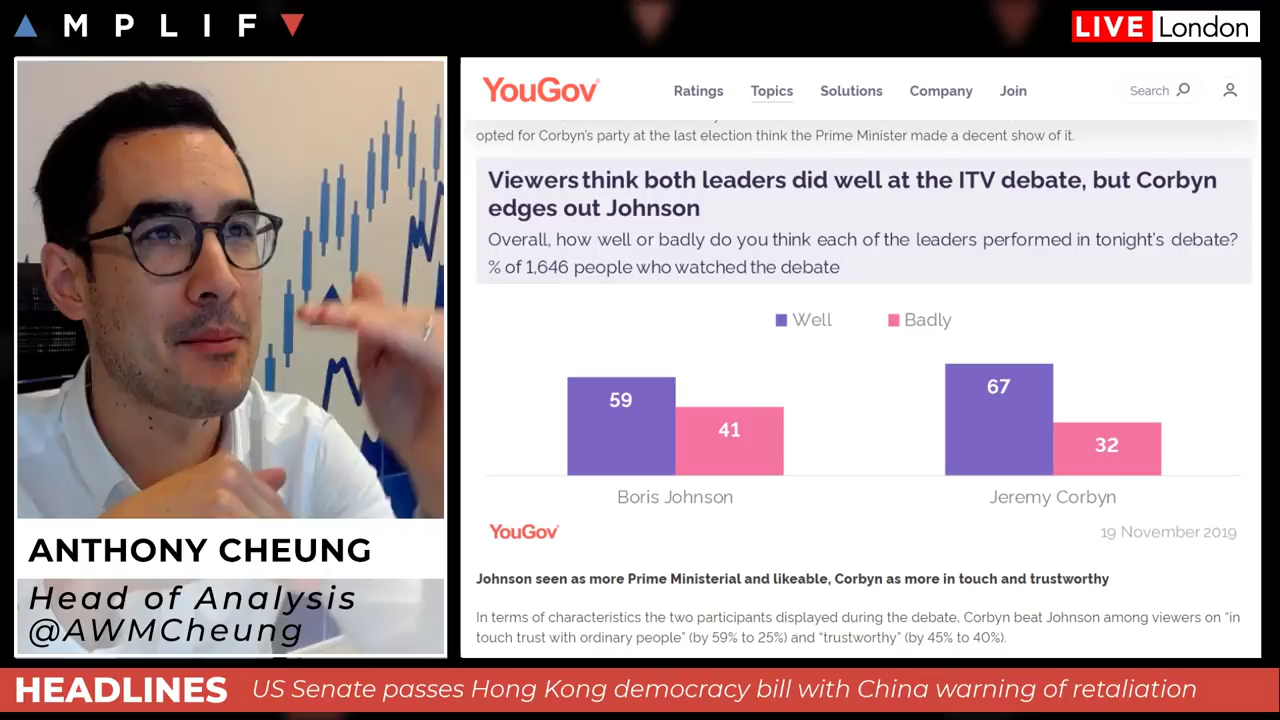 MPLIF
LIVE London
YouGov
Ratings Topics Solutions Company Join Search
opted for Corbyn's party at the last election think the Prime Minister made a decent show of it.
Viewers think both leaders did well at the ITV debate, but Corbyn
edges out Johnson
Overall, how well or badly do you think each of the leaders performed in tonight's debate?
% of 1,646 people who watched the debate
Well Badly
59 41 67 32
Boris Johnson Jeremy Corbyn
YouGov 19 November 2019
Johnson seen as more Prime Ministerial and likeable, Corbyn as more in touch and trustworthy
In terms of characteristics the two participants displayed during the debate, Corbyn beat Johnson among viewers on "in
touch trust with ordinary people" (by 59% to 25%) and "trustworthy" (by 45% to 40%).
ANTHONY CHEUNG
Head of Analysis
@AWMCheung
HEADLINES US Senate passes Hong Kong democracy bill with China warning of retaliation